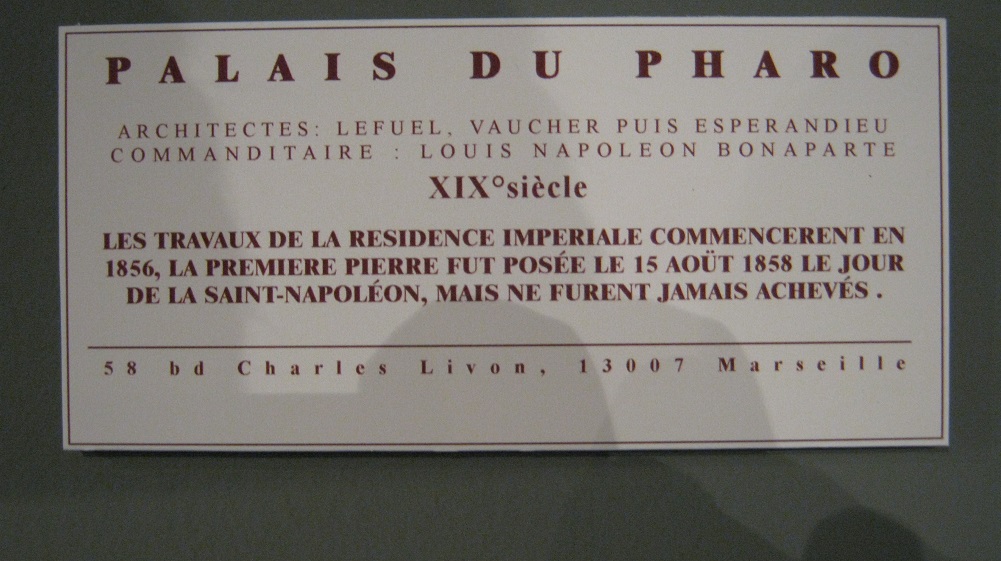 PALAIS DU PHARO
ARCHITECTES: LEFUEL, VAUCHER PUIS ESPERANDIEU
COMMANDITAIRE : LOUIS NAPOLEON BONAPARTE
XIX°siècle
LES TRAVAUX DE LA RESIDENCE IMPERIALE COMMENCERENT EN
1856, LA PREMIERE PIERRE FUT POSÉE LE 15 AOÜT 1858 LE JOUR
DE LA SAINT-NAPOLÉON, MAIS NE FURENT JAMAIS ACHEVÉS .
58 bd Charles Livon, 13007 Marseille